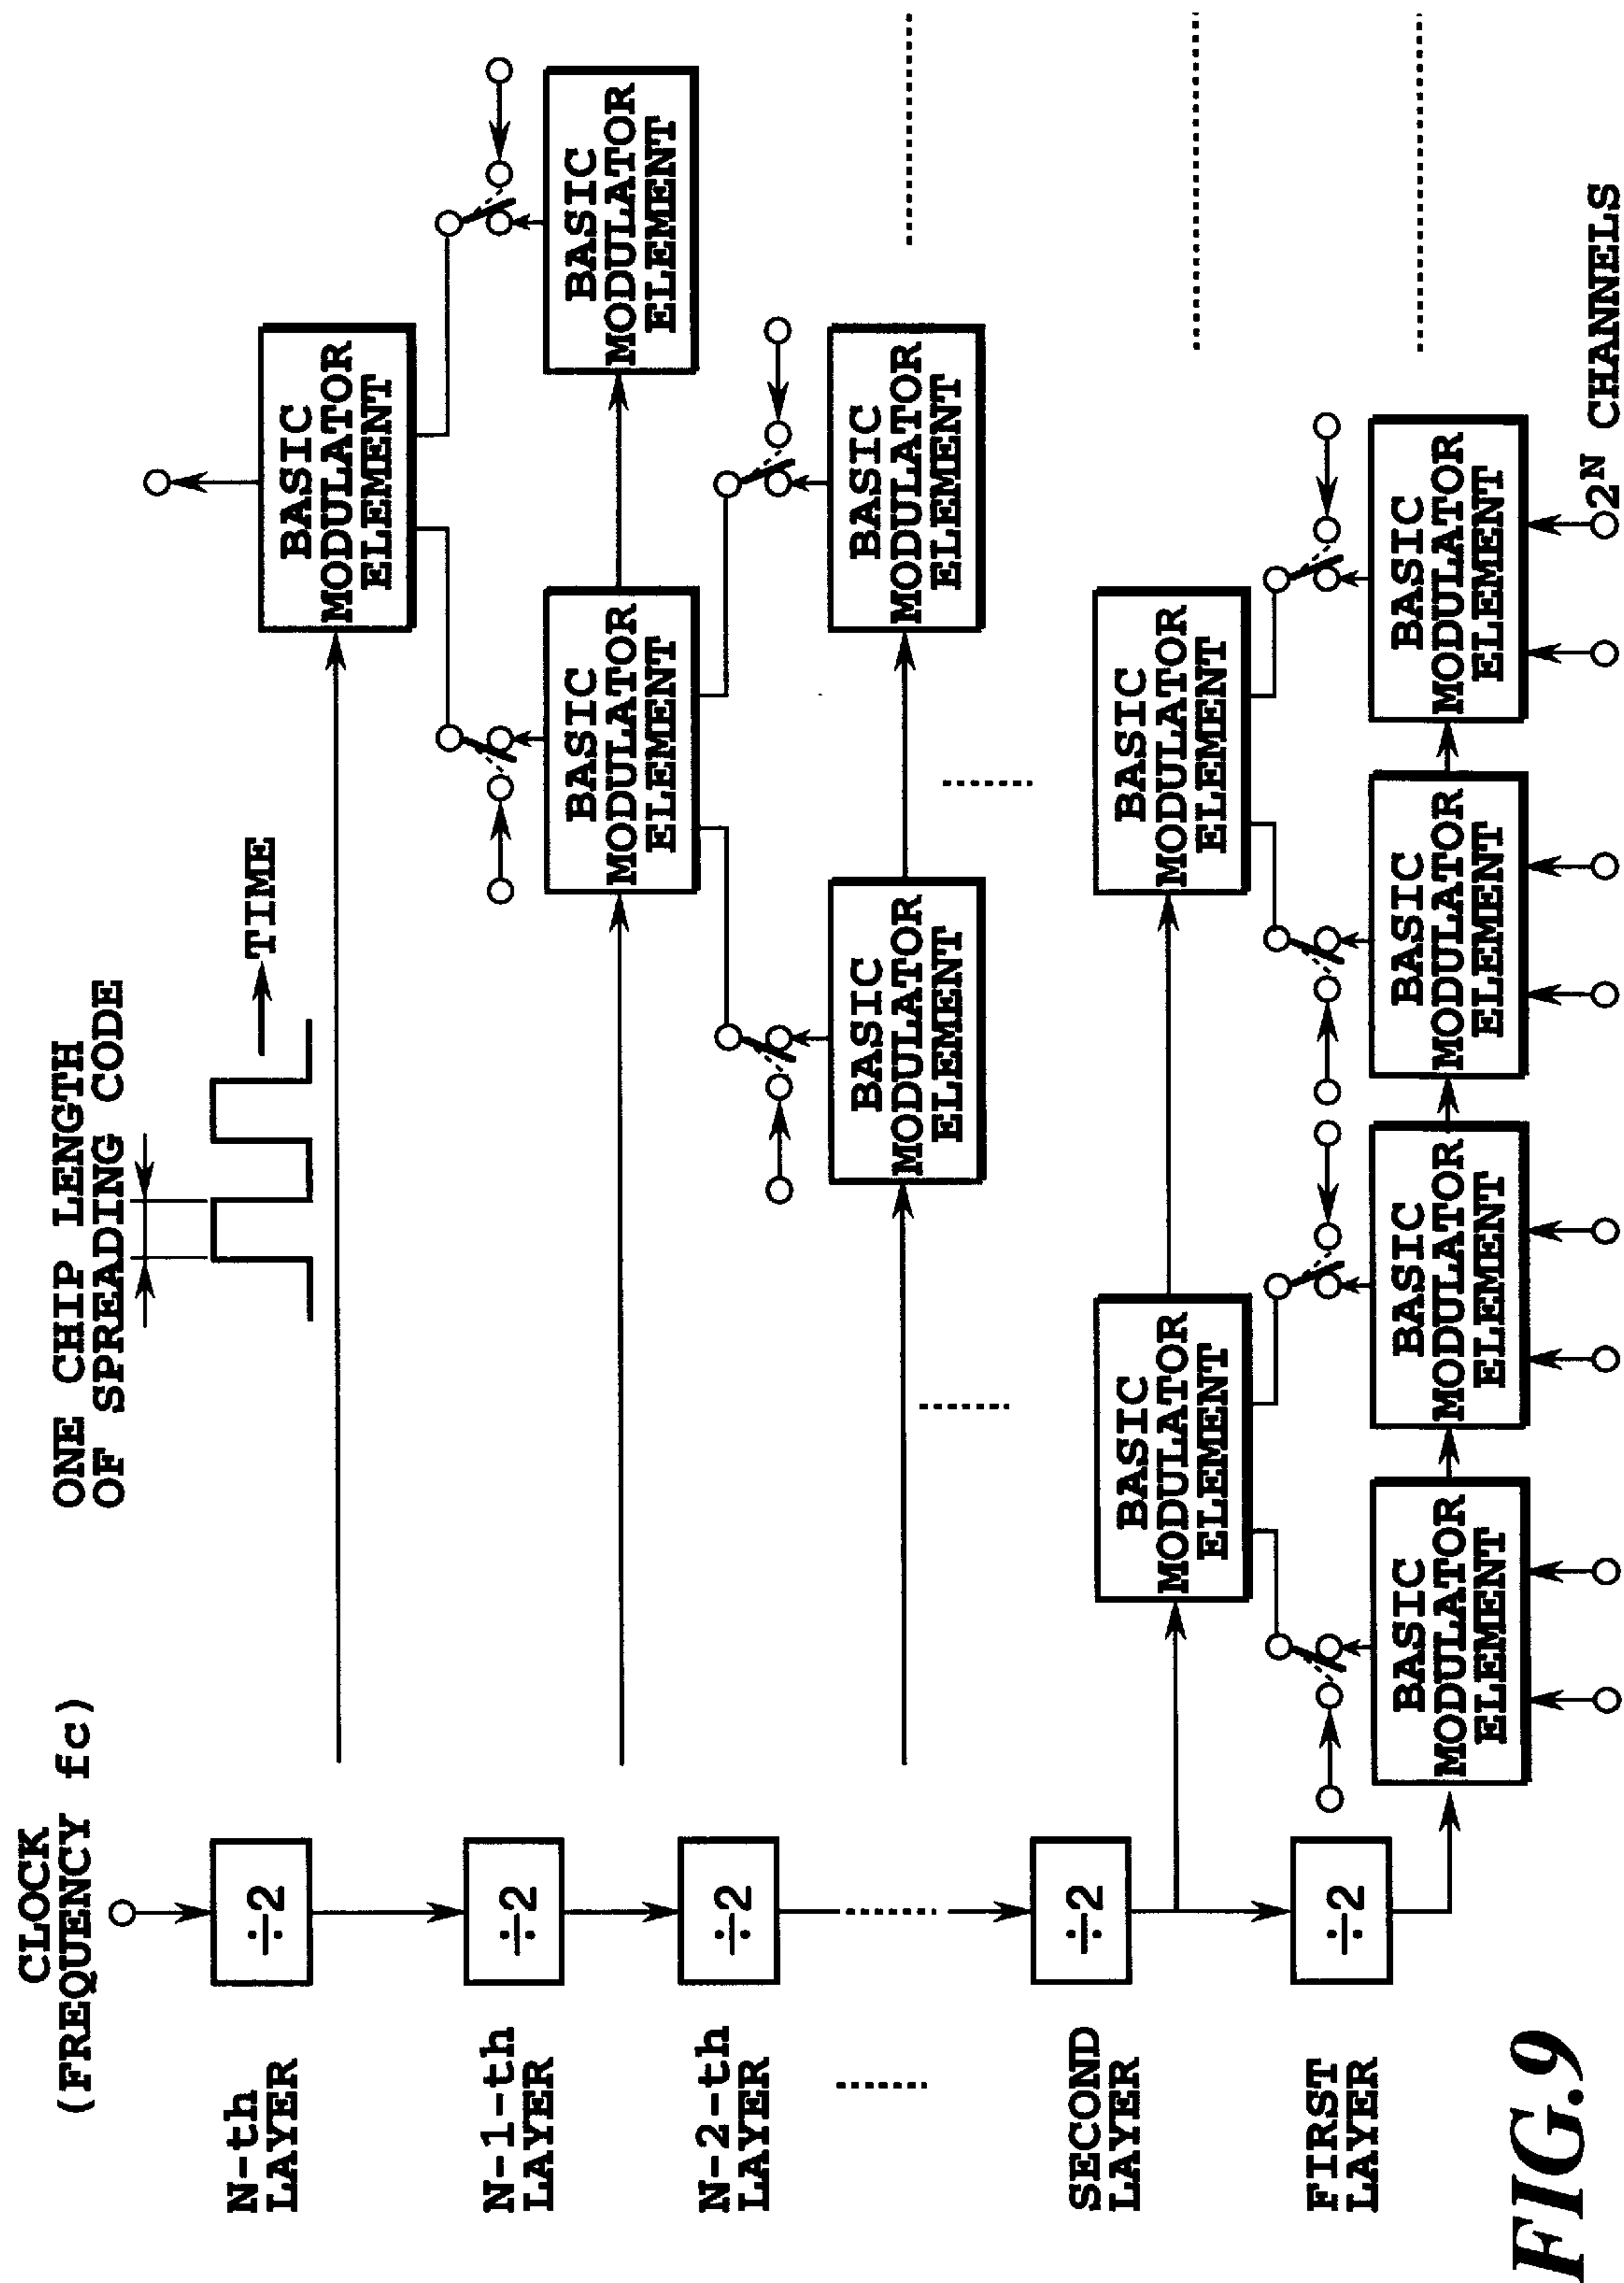 CLOCK
(FREQUENCY fc)
ONE CHIP LENGTH
OF SPREADING CODE
TIME
N-th
LAYER
÷2
BASIC
MODULATOR
ELEMENT
N-1-th
LAYER
÷2
BASIC
MODULATOR
ELEMENT
BASIC
MODULATOR
ELEMENT
N-2-th
LAYER
÷2
BASIC
MODULATOR
ELEMENT
BASIC
MODULATOR
ELEMENT
SECOND
LAYER
÷2
BASIC
MODULATOR
ELEMENT
BASIC
MODULATOR
ELEMENT
FIRST
LAYER
÷2
BASIC
MODULATOR
ELEMENT
BASIC
MODULATOR
ELEMENT
BASIC
MODULATOR
ELEMENT
BASIC
MODULATOR
ELEMENT
2ᴺ CHANNELS
FIG.9